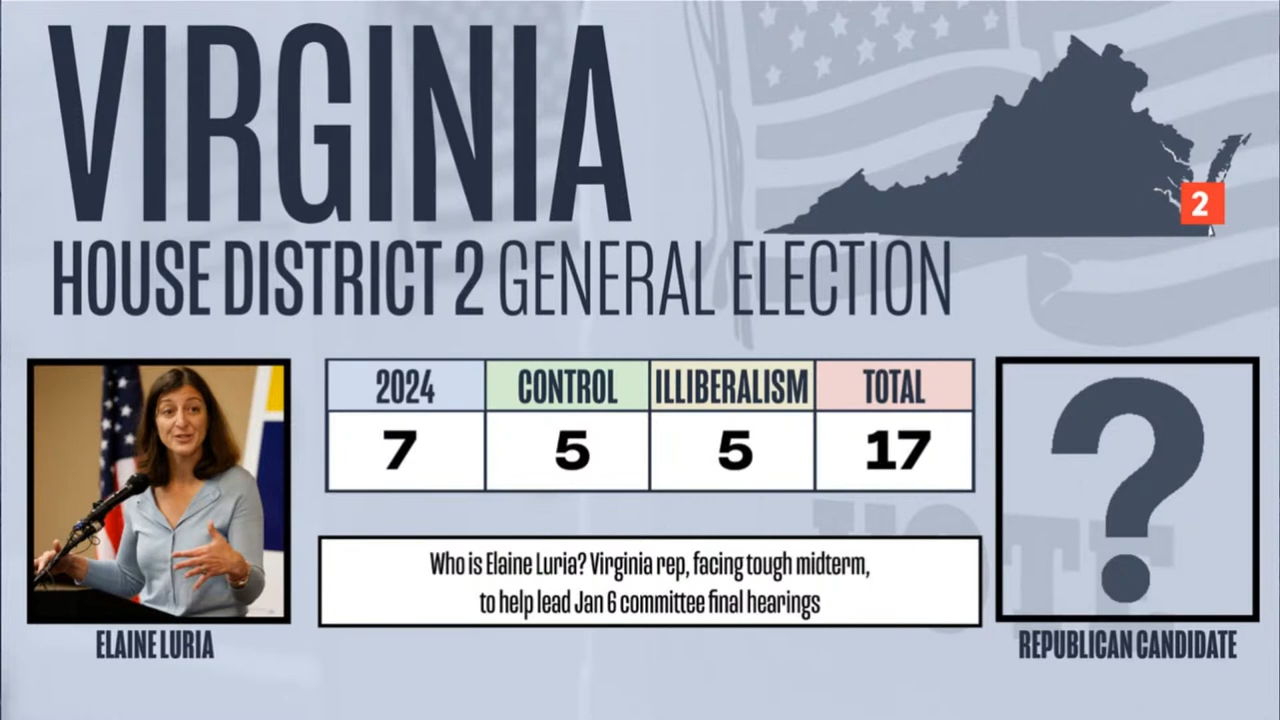 VIRGINIA
2
HOUSE DISTRICT 2 GENERAL ELECTION
2024 CONTROL ILLIBERALISM TOTAL
7 5 5 17
?
Who is Elaine Luria? Virginia rep, facing tough midterm,
to help lead Jan 6 committee final hearings
VOTE
ELAINE LURIA
REPUBLICAN CANDIDATE